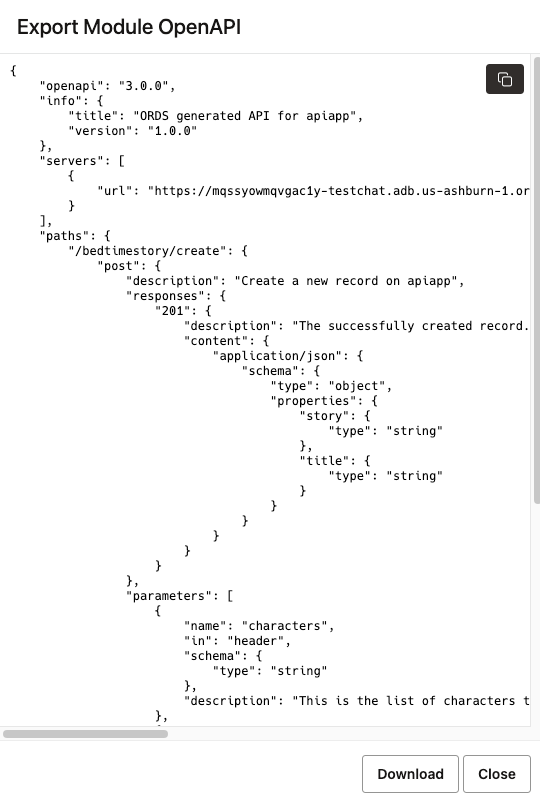 Export Module OpenAPI
{
    "openapi": "3.0.0",
    "info": {
        "title": "ORDS generated API for apiapp",
        "version": "1.0.0"
    },
    "servers": [
        {
            "url": "https://mqssyowmqvgac1y-testchat.adb.us-ashburn-1.or
        }
    ],
    "paths": {
        "/bedtimestory/create": {
            "post": {
                "description": "Create a new record on apiapp",
                "responses": {
                    "201": {
                        "description": "The successfully created record.
                        "content": {
                            "application/json": {
                                "schema": {
                                    "type": "object",
                                    "properties": {
                                        "story": {
                                            "type": "string"
                                        },
                                        "title": {
                                            "type": "string"
                                        }
                                    }
                                }
                            }
                        }
                    }
                },
                "parameters": [
                    {
                        "name": "characters",
                        "in": "header",
                        "schema": {
                            "type": "string"
                        },
                        "description": "This is the list of characters t
                    },
Download Close